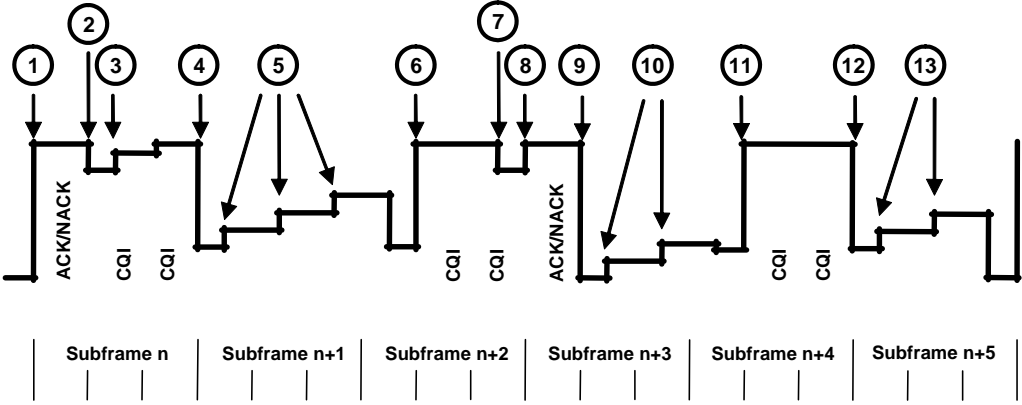 2
7
1
3
4
5
6
8
9
10
11
12
13
ACK/NACK
CQI
CQI
CQI
CQI
ACK/NACK
CQI
CQI
Subframe n
Subframe n+1
Subframe n+2
Subframe n+3
Subframe n+4
Subframe n+5